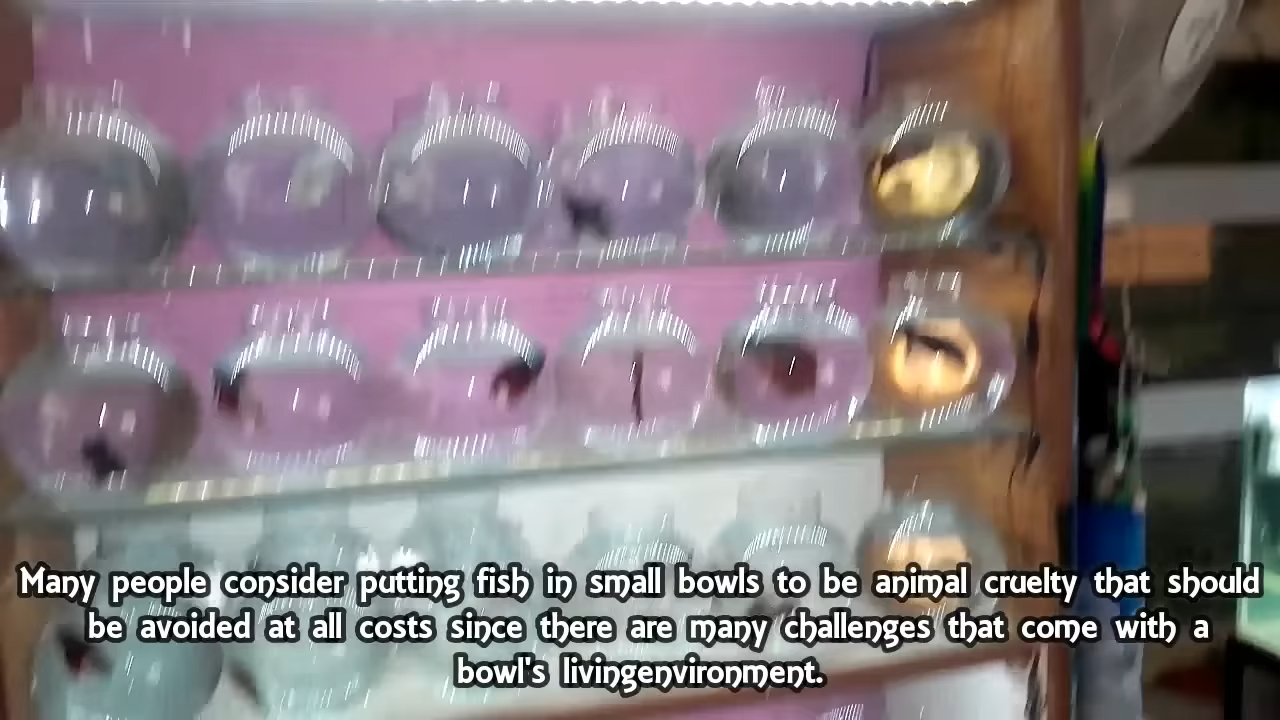 Many people consider putting fish in small bowls to be animal cruelty that should
be avoided at all costs since there are many challenges that come with a
bowl's livingenvironment.